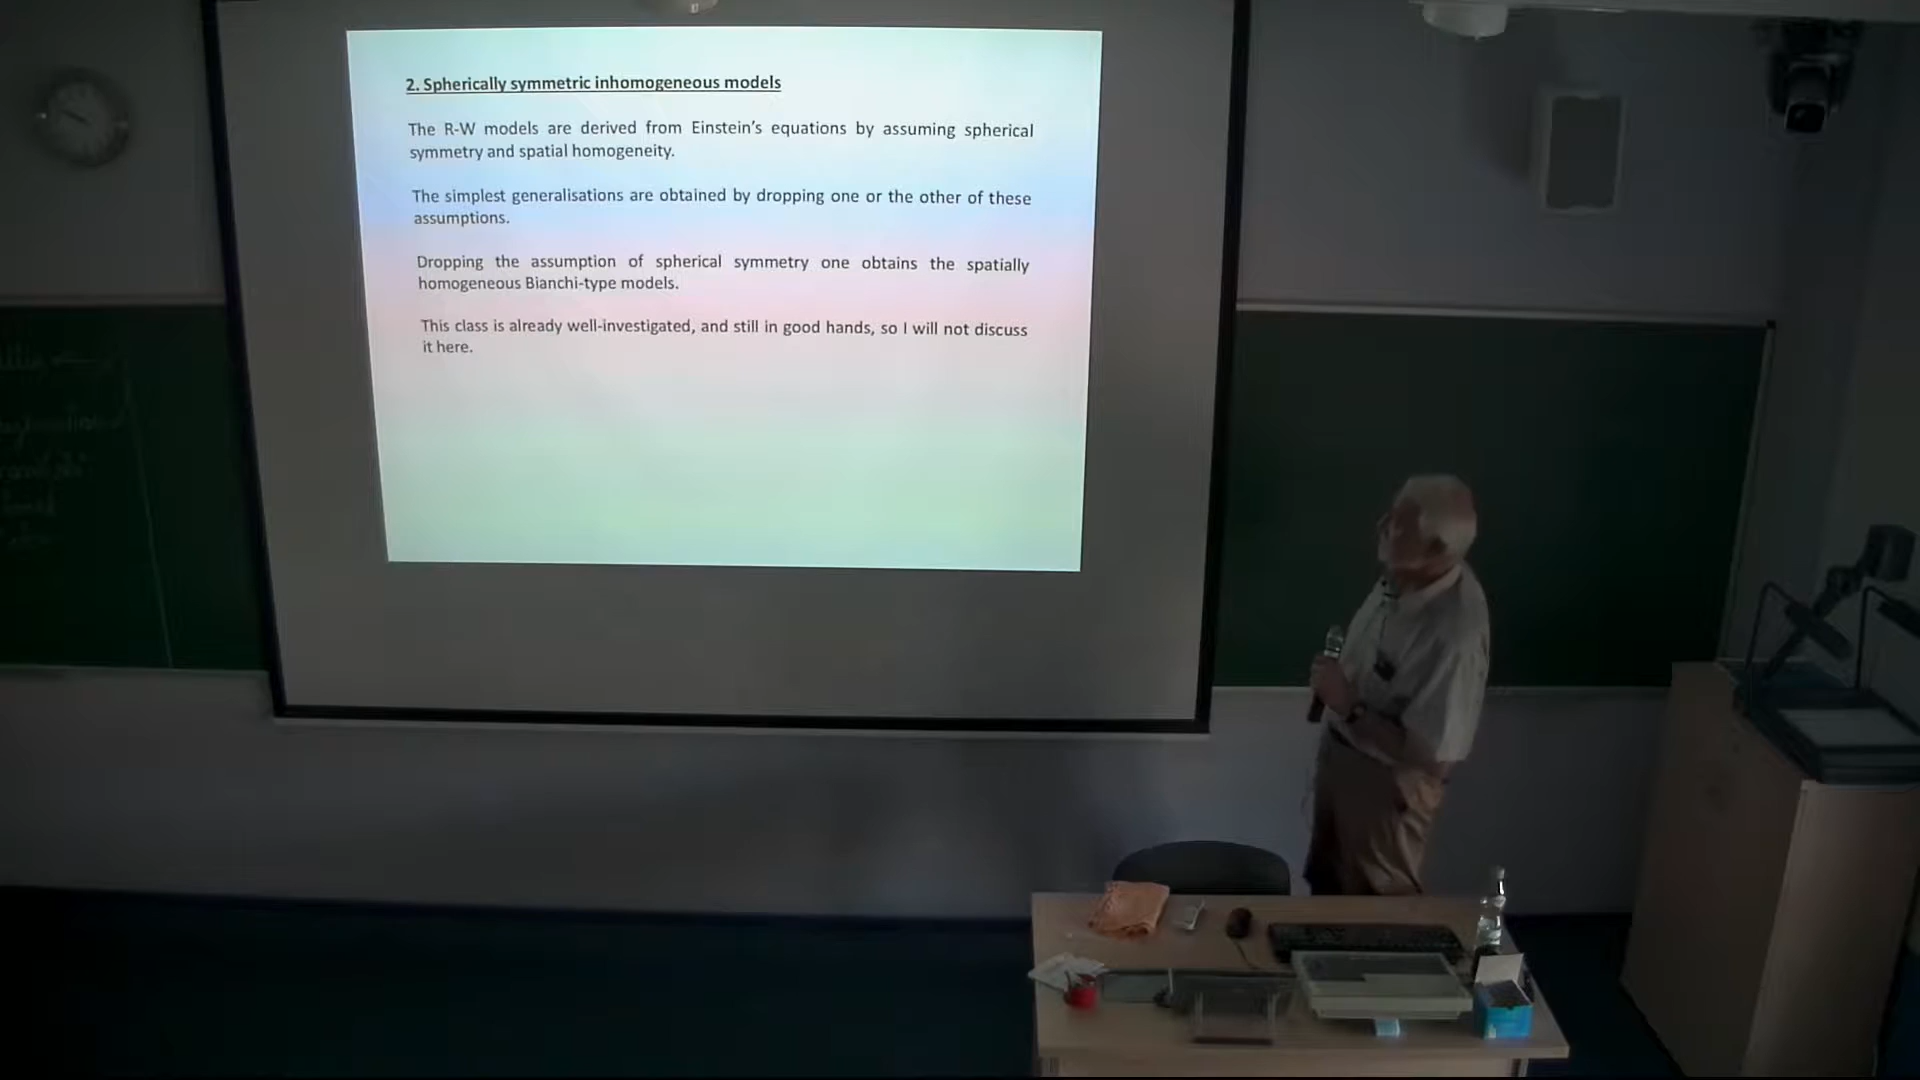 2. Spherically symmetric inhomogeneous models
The R-W models are derived from Einstein's equations by assuming spherical
symmetry and spatial homogeneity.
The simplest generalisations are obtained by dropping one or the other of these
assumptions.
Dropping the assumption of spherical symmetry one obtains the spatially
homogeneous Bianchi-type models.
This class is already well-investigated, and still in good hands, so I will not discuss
it here.